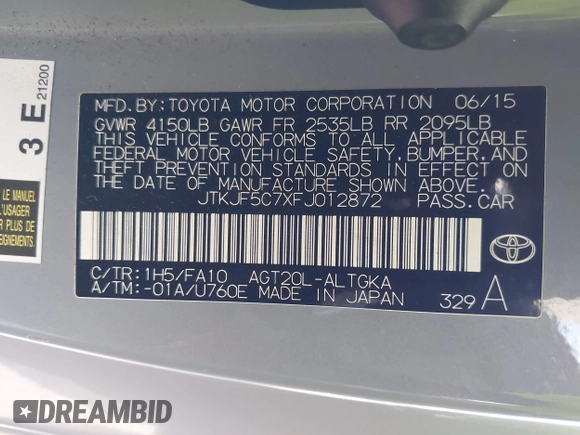 MFD. BY: TOYOTA MOTOR CORPORATION 06/15
GVWR 4150LB GAWR FR 2535LB RR 2095LB
THIS VEHICLE CONFORMS TO ALL APPLICABLE
FEDERAL MOTOR VEHICLE SAFETY, BUMPER, AND
THEFT PREVENTION STANDARDS IN EFFECT ON
THE DATE OF MANUFACTURE SHOWN ABOVE.
JTKJF5C7XFJ012872 PASS. CAR
C/TR: 1H5/FA10 AGT20L-ALTGKA
A/TM: -01A/U760E MADE IN JAPAN
329 A
TOYOTA
3 E
21200
LE MANUEL
L'USAGER
PLUS DE
#DREAMBID